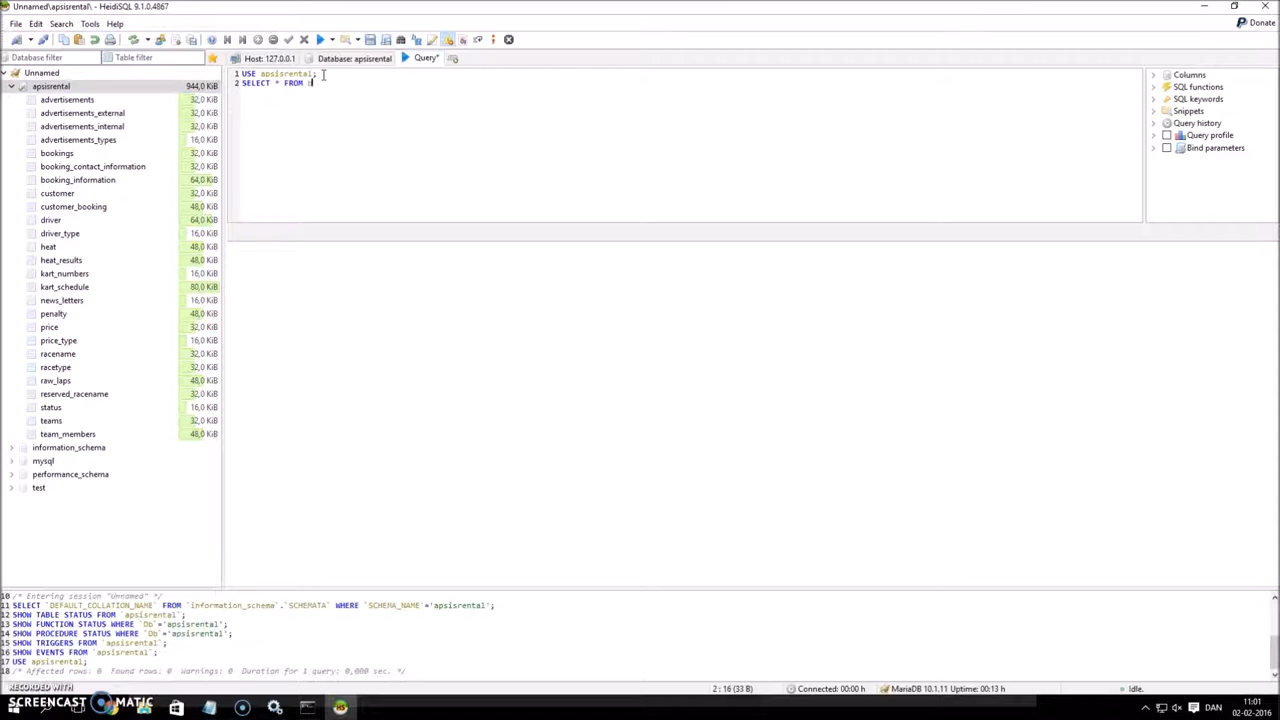 Unnamed\apsisrental\ - HeidiSQL 9.1.0.4867
File Edit Search Tools Help
Donate
Database filter Table filter Host: 127.0.0.1 Database: apsisrental Query*
Unnamed
apsisrental 944,0 KiB
advertisements 32,0 KiB
advertisements_external 32,0 KiB
advertisements_internal 32,0 KiB
advertisements_types 16,0 KiB
bookings 32,0 KiB
booking_contact_information 32,0 KiB
booking_information 64,0 KiB
customer 32,0 KiB
customer_booking 48,0 KiB
driver 64,0 KiB
driver_type 16,0 KiB
heat 48,0 KiB
heat_results 48,0 KiB
kart_numbers 16,0 KiB
kart_schedule 80,0 KiB
news_letters 16,0 KiB
penalty 48,0 KiB
price 32,0 KiB
price_type 16,0 KiB
racename 32,0 KiB
racetype 32,0 KiB
raw_laps 48,0 KiB
reserved_racename 32,0 KiB
status 16,0 KiB
teams 32,0 KiB
team_members 48,0 KiB
information_schema
mysql
performance_schema
test
1 USE apsisrental;
2 SELECT * FROM
Columns
SQL functions
SQL keywords
Snippets
Query history
Query profile
Bind parameters
10 /* Entering session "Unnamed" */
11 SELECT `DEFAULT_COLLATION_NAME` FROM `information_schema`.`SCHEMATA` WHERE `SCHEMA_NAME`='apsisrental';
12 SHOW TABLE STATUS FROM `apsisrental`;
13 SHOW FUNCTION STATUS WHERE `Db`='apsisrental';
14 SHOW PROCEDURE STATUS WHERE `Db`='apsisrental';
15 SHOW TRIGGERS FROM `apsisrental`;
16 SHOW EVENTS FROM `apsisrental`;
17 USE apsisrental;
18 /* Affected rows: 0 Found rows: 0 Warnings: 0 Duration for 1 query: 0,000 sec. */
2 : 16 (33 B) Connected: 00:00 h MariaDB 10.1.11 Uptime: 00:13 h Idle.
RECORDED WITH
SCREENCAST MATIC
DAN
11:01
02-02-2016